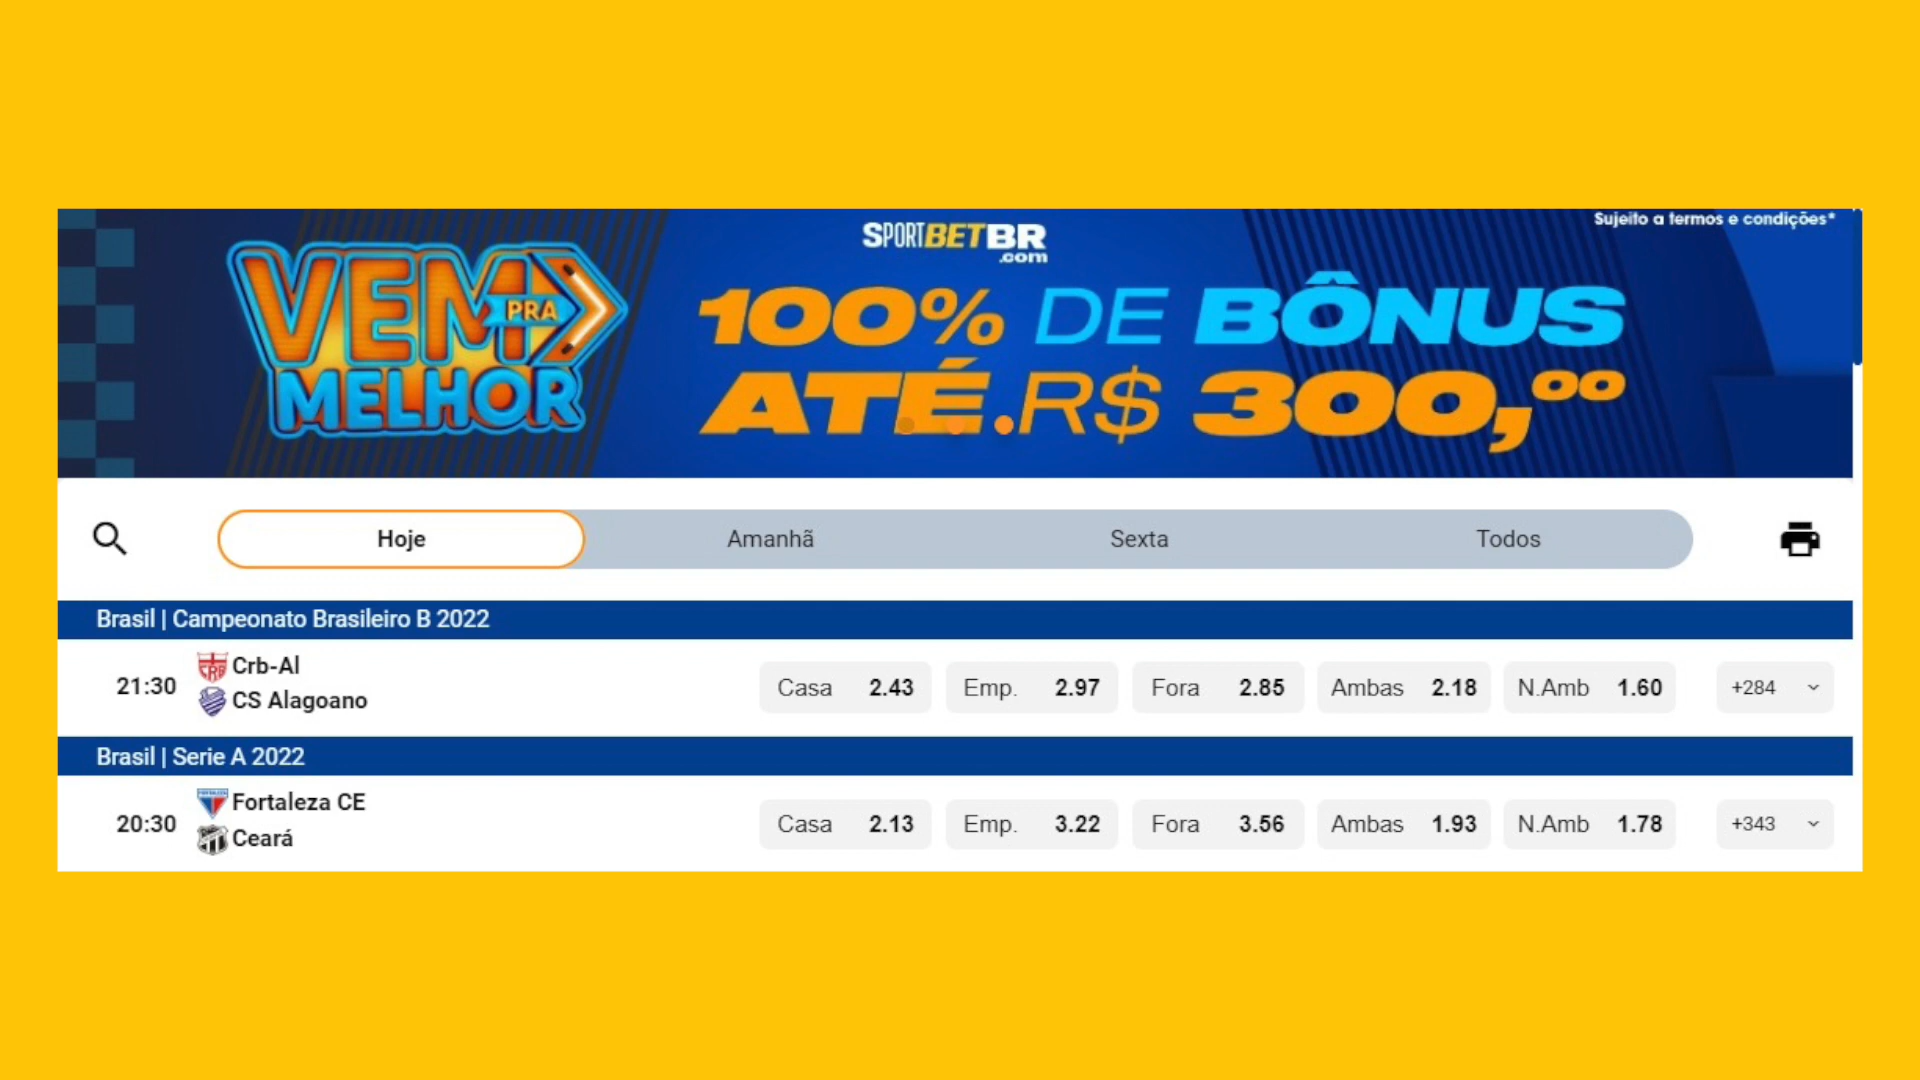 Sujeito a termos e condições*
SPORTBETBR
.com
VEM PRA
MELHOR
100% DE BÔNUS
ATÉ R$ 300,00
Hoje Amanhã Sexta Todos
Brasil | Campeonato Brasileiro B 2022
21:30 CRB Crb-Al
CS Alagoano
Casa 2.43 Emp. 2.97 Fora 2.85 Ambas 2.18 N.Amb 1.60 +284
Brasil | Serie A 2022
20:30 Fortaleza CE
Ceará
Casa 2.13 Emp. 3.22 Fora 3.56 Ambas 1.93 N.Amb 1.78 +343